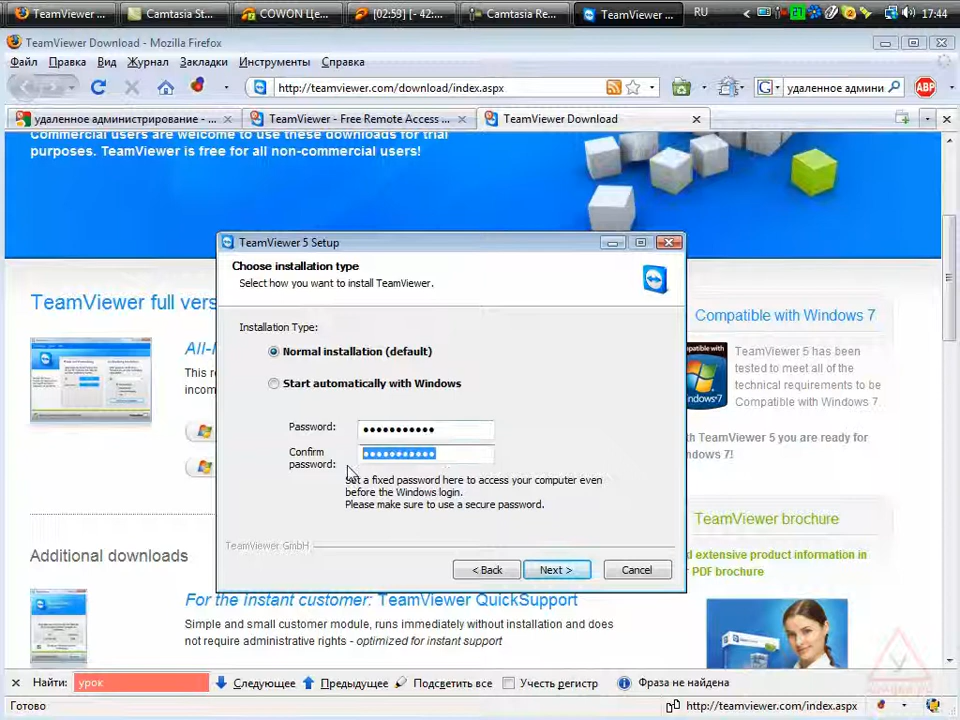 TeamViewer ...
Camtasia St...
COWON Це...
[02:59] [- 42:...
Camtasia Re...
TeamViewer ...
RU
21
17:44
TeamViewer Download - Mozilla Firefox
Файл Правка Вид Журнал Закладки Инструменты Справка
http://teamviewer.com/download/index.aspx
удаленное админи
ABP
удаленное администрирование - ...
TeamViewer - Free Remote Access ...
TeamViewer Download
Commercial users are welcome to use these downloads for trial
purposes. TeamViewer is free for all non-commercial users!
TeamViewer 5 Setup
Choose installation type
Select how you want to install TeamViewer.
Installation Type:
Normal installation (default)
Start automatically with Windows
Password:
Confirm
password:
Set a fixed password here to access your computer even
before the Windows login.
Please make sure to use a secure password.
TeamViewer GmbH
< Back
Next >
Cancel
TeamViewer full vers
All-
This r
incom
Compatible with Windows 7
TeamViewer 5 has been
tested to meet all of the
technical requirements to be
Compatible with Windows 7.
ith TeamViewer 5 you are ready for
ndows 7!
TeamViewer brochure
d extensive product information in
PDF brochure
Additional downloads
For the Instant customer: TeamViewer QuickSupport
Simple and small customer module, runs immediately without installation and does
not require administrative rights - optimized for instant support
Найти:
урок
Следующее
Предыдущее
Подсветить все
Учесть регистр
Фраза не найдена
Готово
http://teamviewer.com/index.aspx